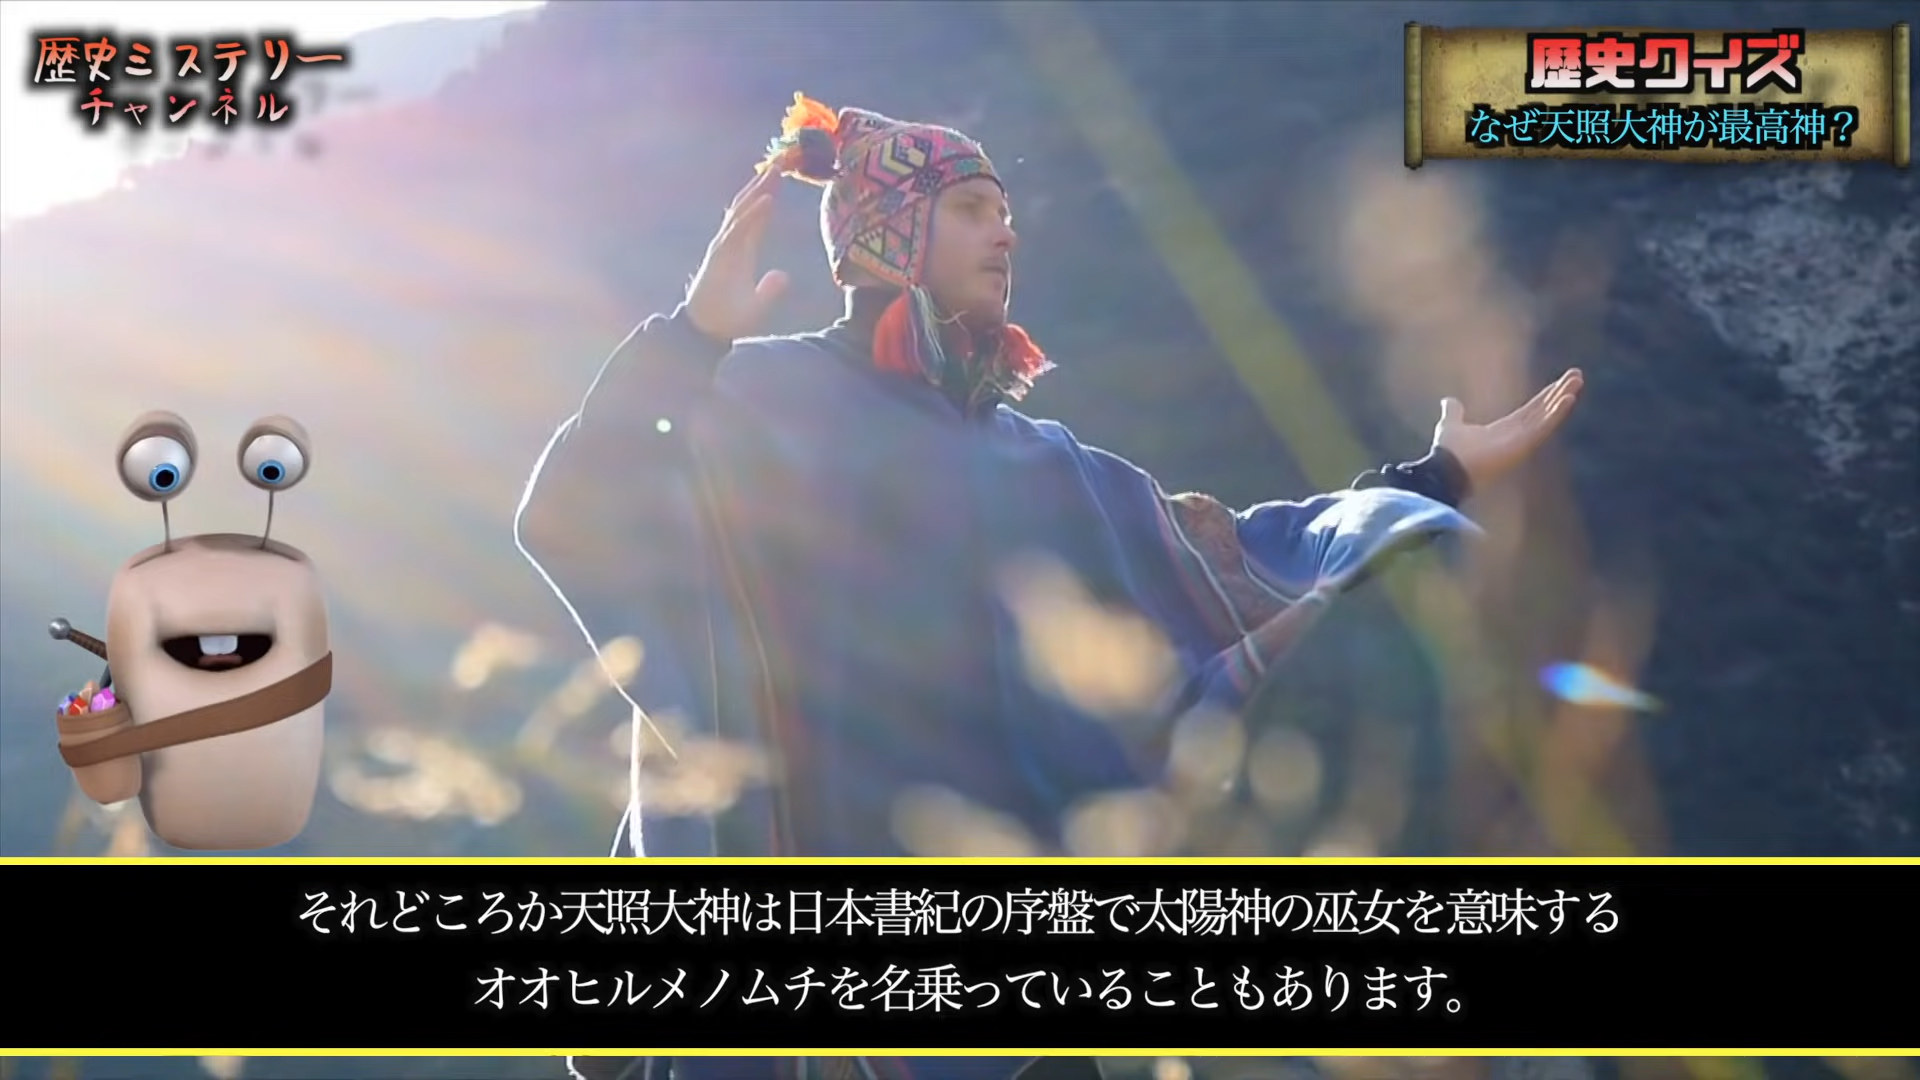 歴史ミステリー
チャンネル
歴史クイズ
なぜ天照大神が最高神？
それどころか天照大神は日本書紀の序盤で太陽神の巫女を意味する
オオヒルメノムチを名乗っていることもあります。